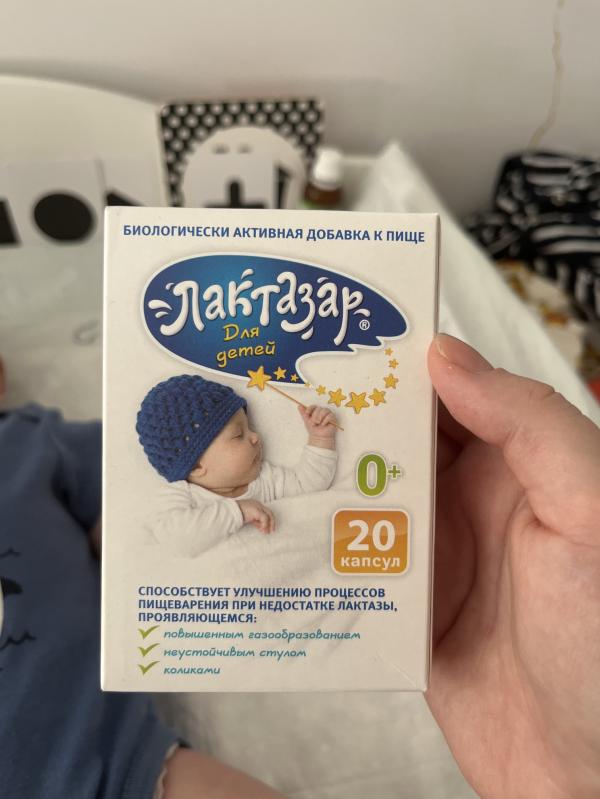 БИОЛОГИЧЕСКИ АКТИВНАЯ ДОБАВКА К ПИЩЕ
Лактазар®
Для
детей
0+
20
капсул
СПОСОБСТВУЕТ УЛУЧШЕНИЮ ПРОЦЕССОВ
ПИЩЕВАРЕНИЯ ПРИ НЕДОСТАТКЕ ЛАКТАЗЫ,
ПРОЯВЛЯЮЩЕМСЯ:
повышенным газообразованием
неустойчивым стулом
коликами